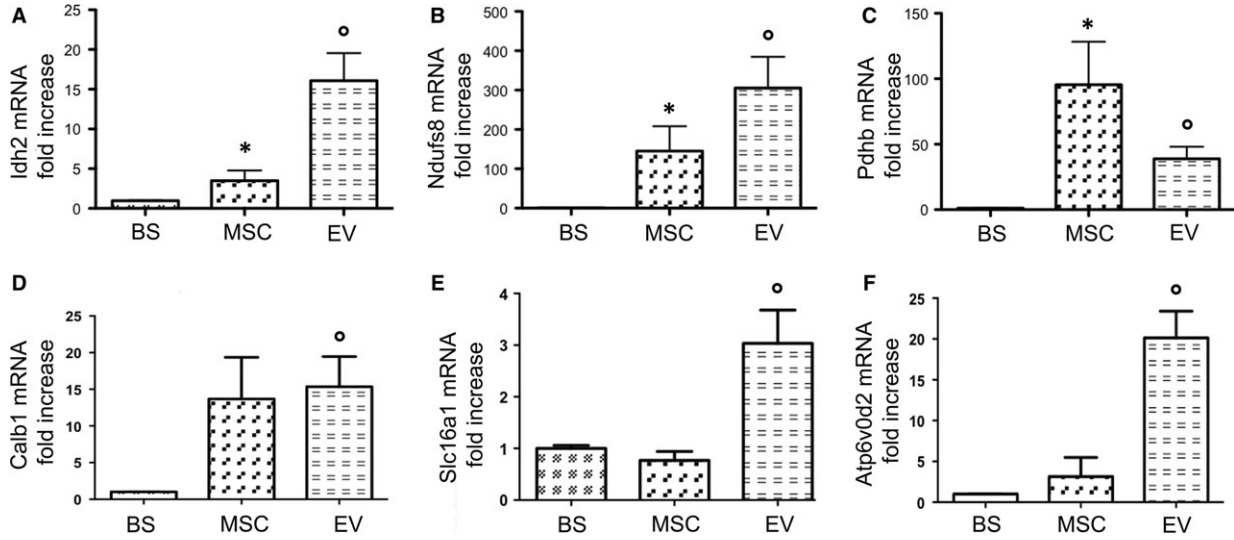 A
Idh2 mRNA
fold increase
25
20
15
10
5
0
*
°
BS MSC EV
B
Ndufs8 mRNA
fold increase
500
400
300
200
100
0
*
°
BS MSC EV
C
Pdhb mRNA
fold increase
150
100
50
0
*
°
BS MSC EV
D
Calb1 mRNA
fold increase
25
20
15
10
5
0
°
BS MSC EV
E
Slc16a1 mRNA
fold increase
4
3
2
1
0
°
BS MSC EV
F
Atp6v0d2 mRNA
fold increase
25
20
15
10
5
0
°
BS MSC EV